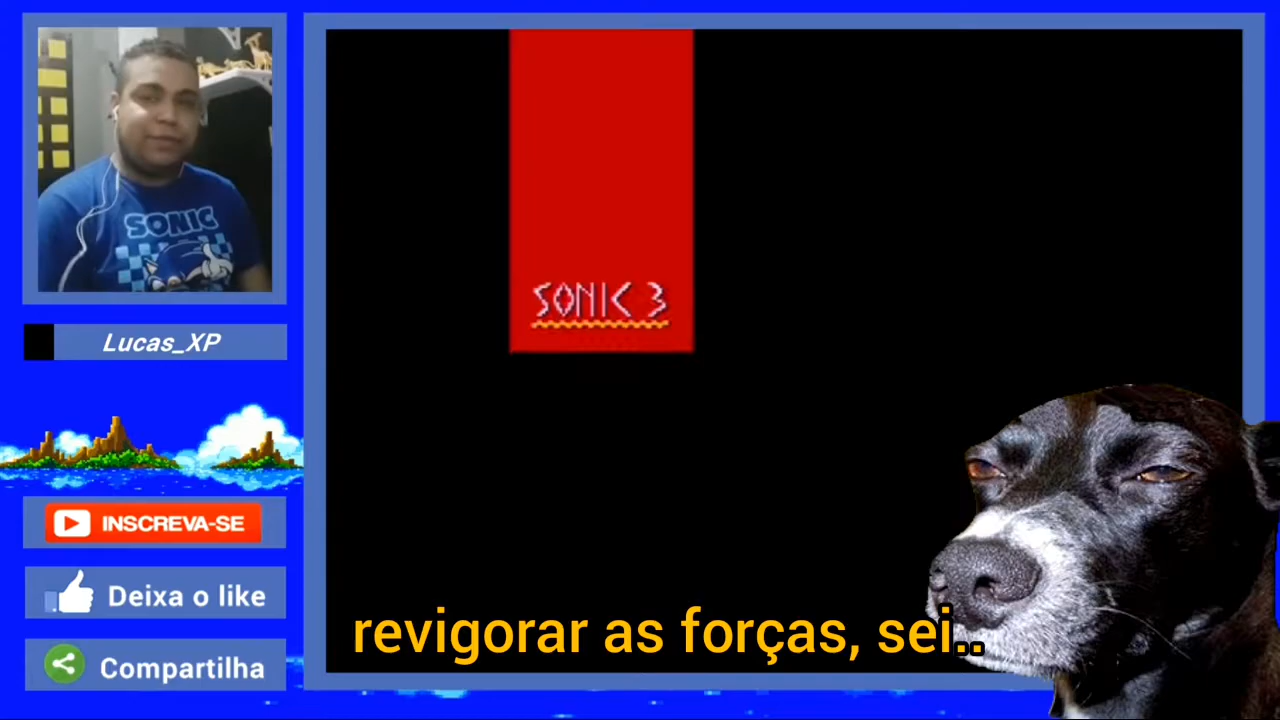 SONIC
Lucas_XP
INSCREVA-SE
Deixa o like
Compartilha
SONIC 3
revigorar as forças, sei..